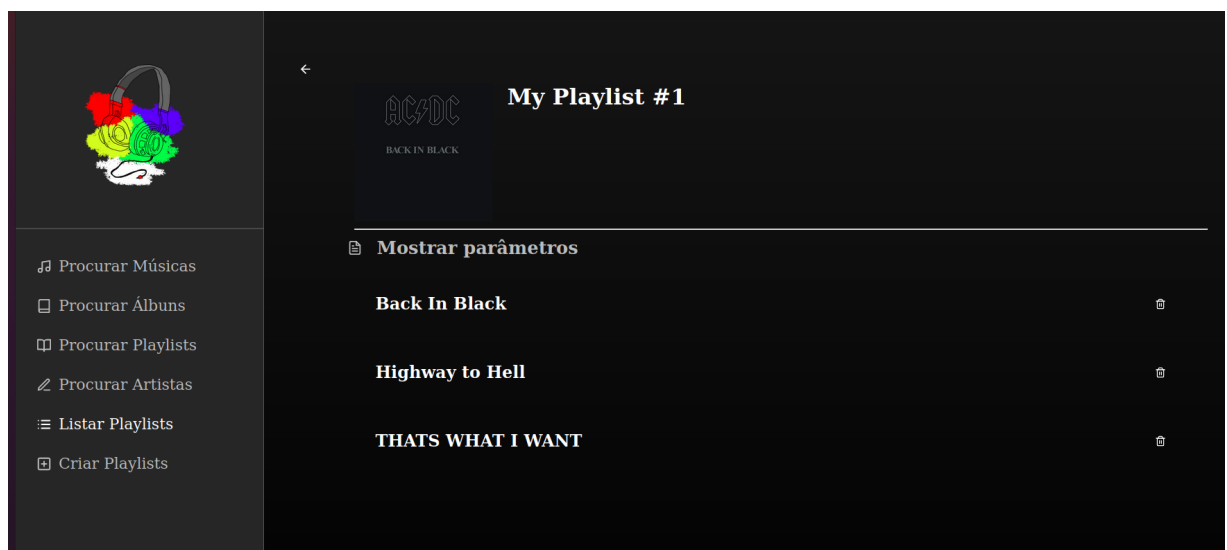 Procurar Músicas
Procurar Álbuns
Procurar Playlists
Procurar Artistas
Listar Playlists
Criar Playlists
AC/DC
BACK IN BLACK
My Playlist #1
Mostrar parâmetros
Back In Black
Highway to Hell
THATS WHAT I WANT